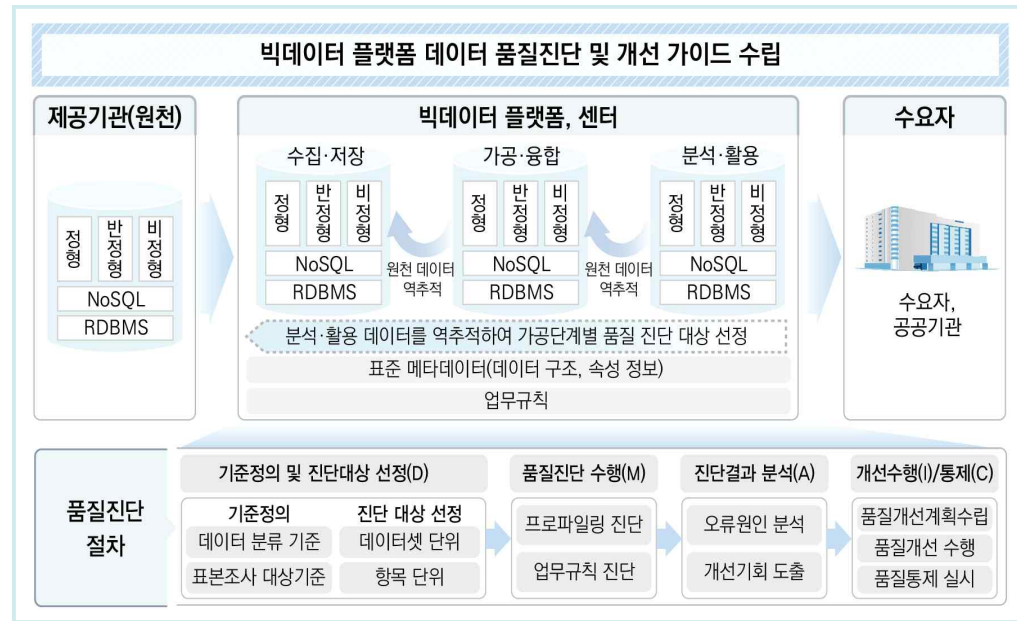 빅데이터 플랫폼 데이터 품질진단 및 개선 가이드 수립
제공기관(원천)
정형
반정형
비정형
NoSQL
RDBMS
빅데이터 플랫폼, 센터
수집·저장
정형
반정형
비정형
NoSQL
RDBMS
원천 데이터
역추적
가공·융합
정형
반정형
비정형
NoSQL
RDBMS
원천 데이터
역추적
분석·활용
정형
반정형
비정형
NoSQL
RDBMS
분석·활용 데이터를 역추적하여 가공단계별 품질 진단 대상 선정
표준 메타데이터(데이터 구조, 속성 정보)
업무규칙
수요자
수요자,
공공기관
품질진단
절차
기준정의 및 진단대상 선정(D)
기준정의
데이터 분류 기준
표본조사 대상기준
진단 대상 선정
데이터셋 단위
항목 단위
품질진단 수행(M)
프로파일링 진단
업무규칙 진단
진단결과 분석(A)
오류원인 분석
개선기회 도출
개선수행(I)/통제(C)
품질개선계획수립
품질개선 수행
품질통제 실시